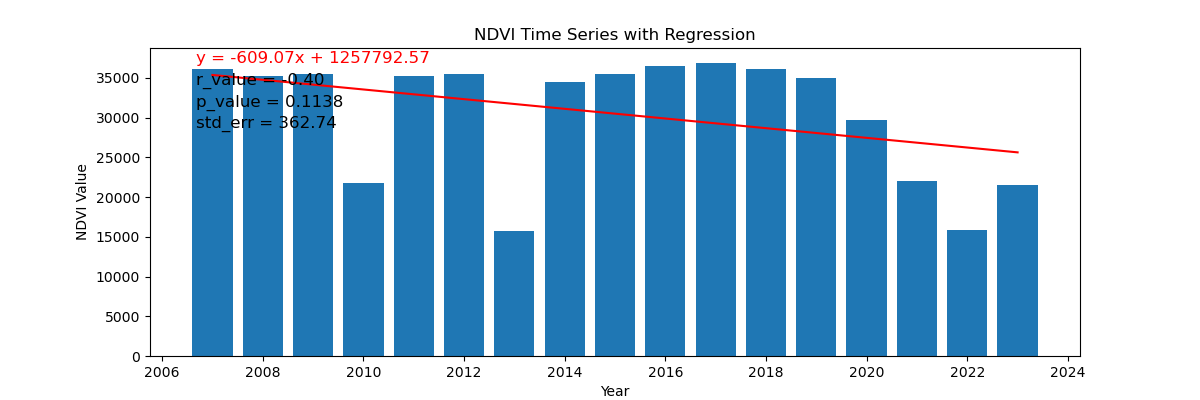 NDVI Time Series with Regression
y = -609.07x + 1257792.57
r_value = -0.40
p_value = 0.1138
std_err = 362.74
NDVI Value
35000
30000
25000
20000
15000
10000
5000
0
2006 2008 2010 2012 2014 2016 2018 2020 2022 2024
Year